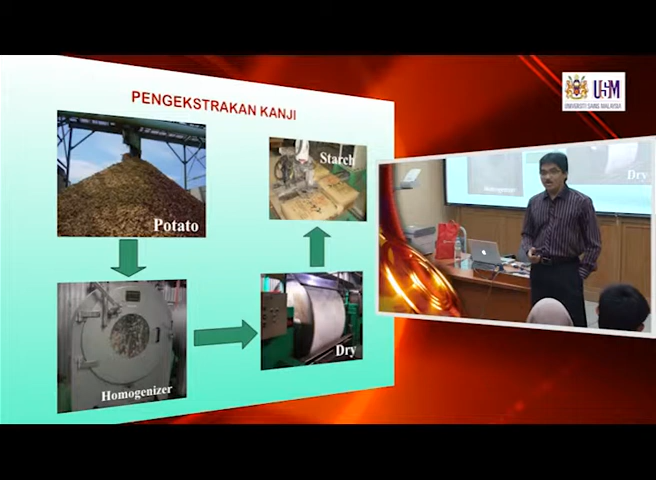 PENGEKSTRAKAN KANJI
Potato
Starch
Homogenizer
Dry
USM
UNIVERSITI SAINS MALAYSIA
Dry